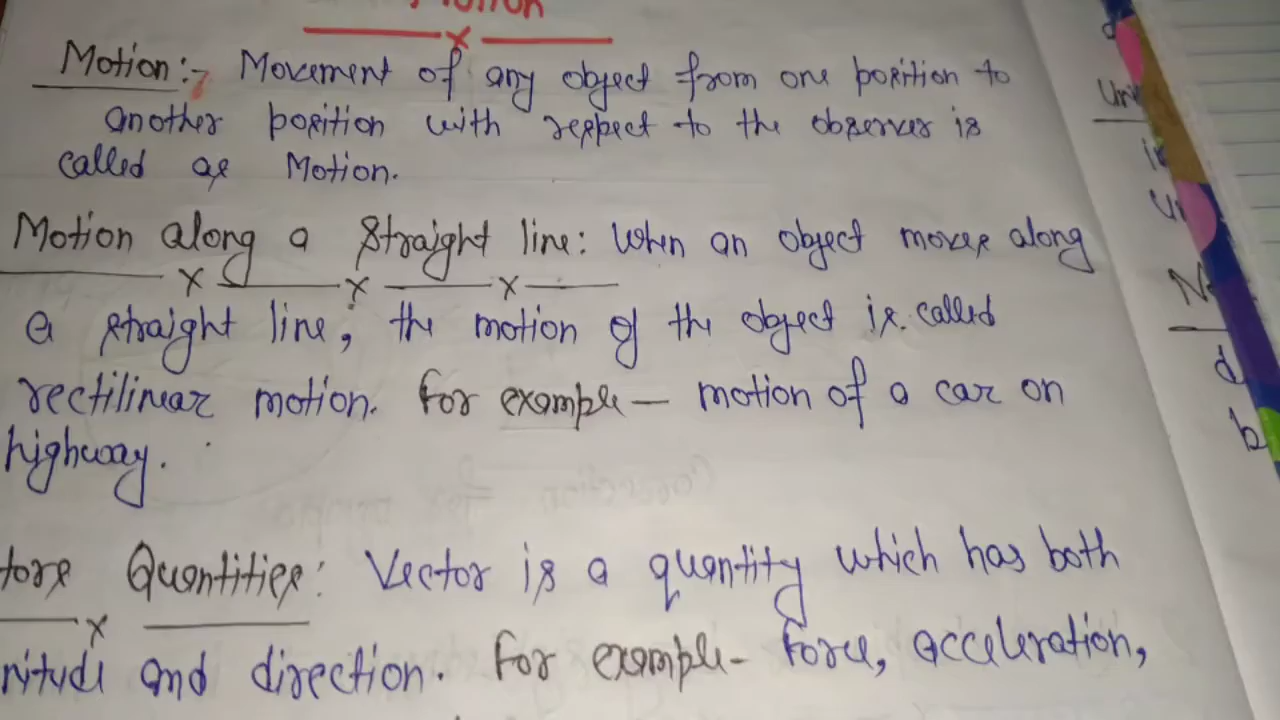 Motion
Motion:- Movement of any object from one position to
another position with respect to the observer is
called as Motion.
Motion along a straight line: When an object moves along
a straight line, the motion of the object is called
rectilinear motion. For example — motion of a car on
highway.
tors Quantities: Vector is a quantity which has both
nitude and direction. For example - Force, acceleration,